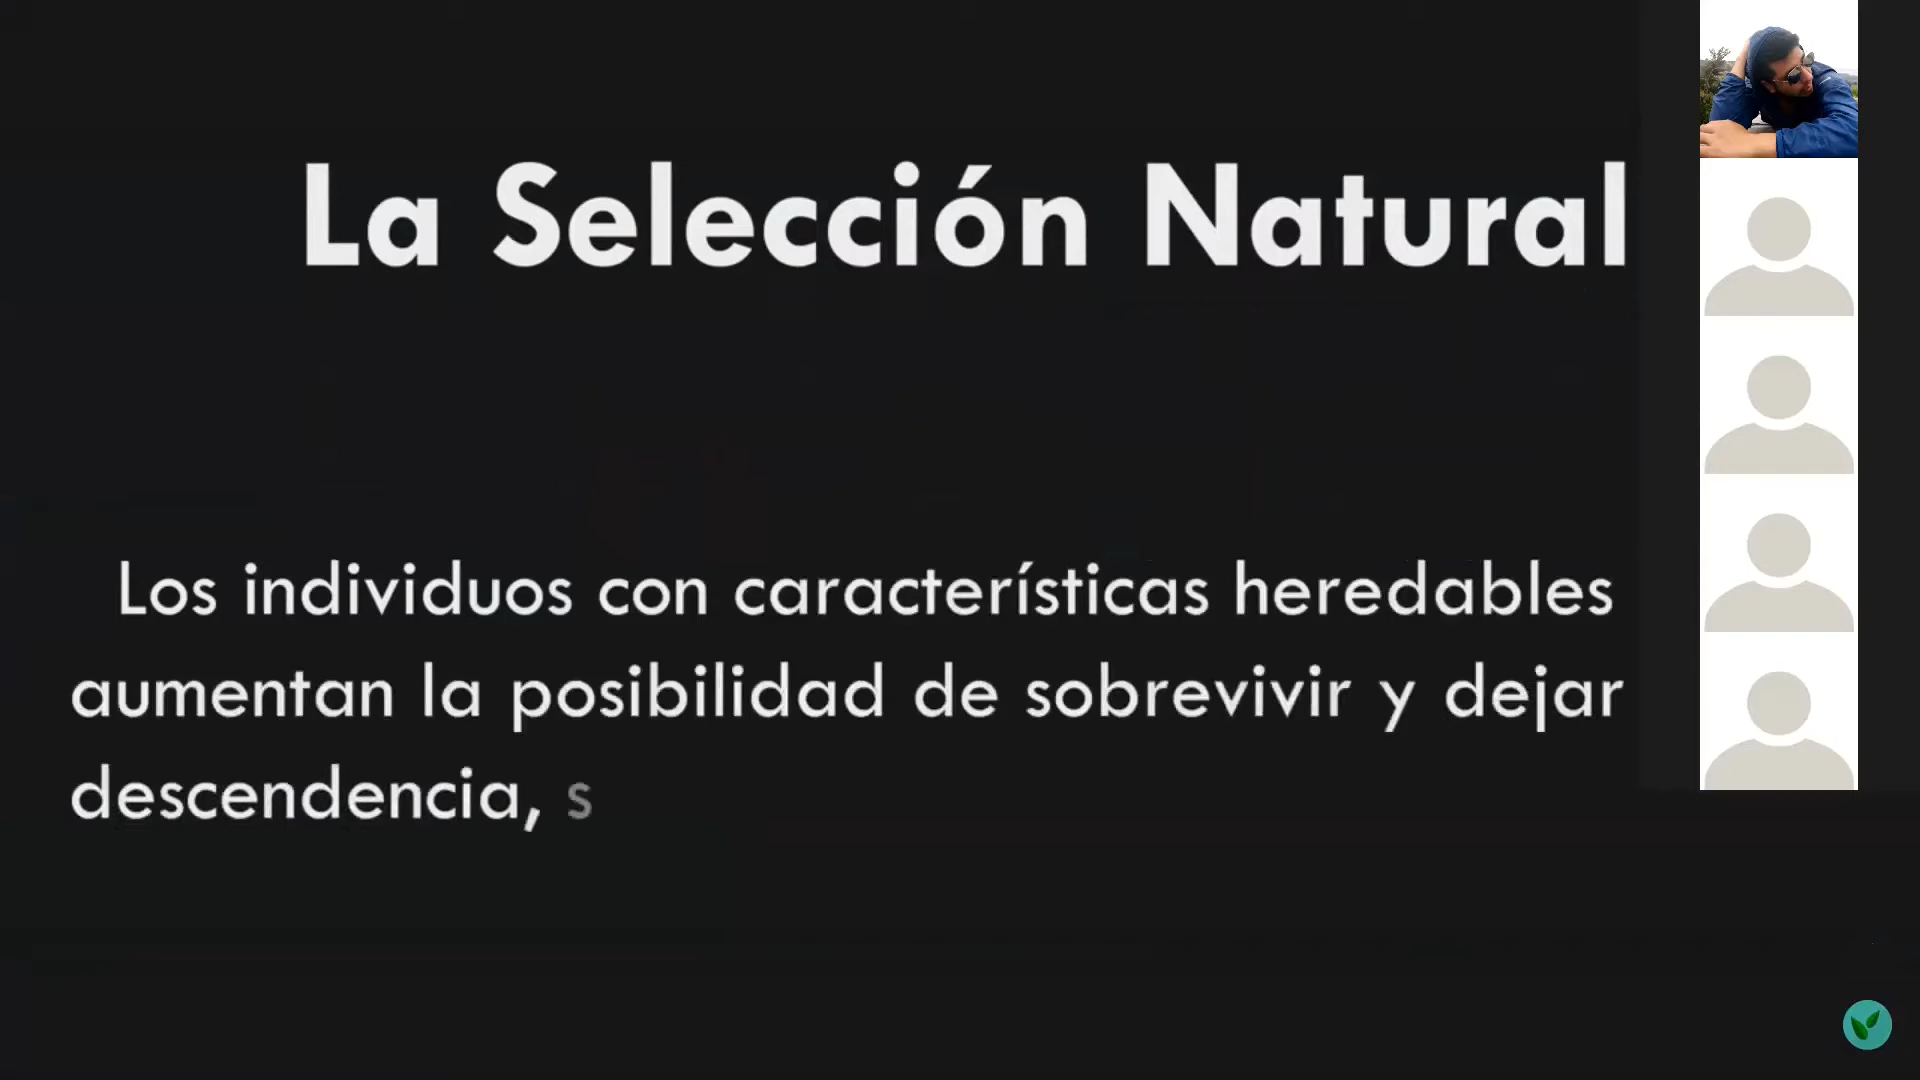 La Selección Natural
Los individuos con características heredables
aumentan la posibilidad de sobrevivir y dejar
descendencia, s